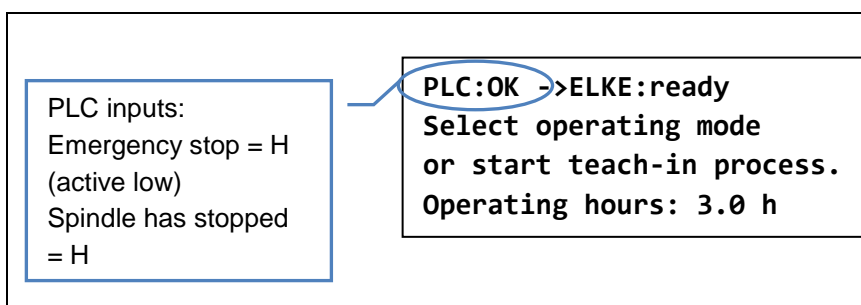 PLC inputs:
Emergency stop = H
(active low)
Spindle has stopped
= H
PLC:OK ->ELKE:ready
Select operating mode
or start teach-in process.
Operating hours: 3.0 h